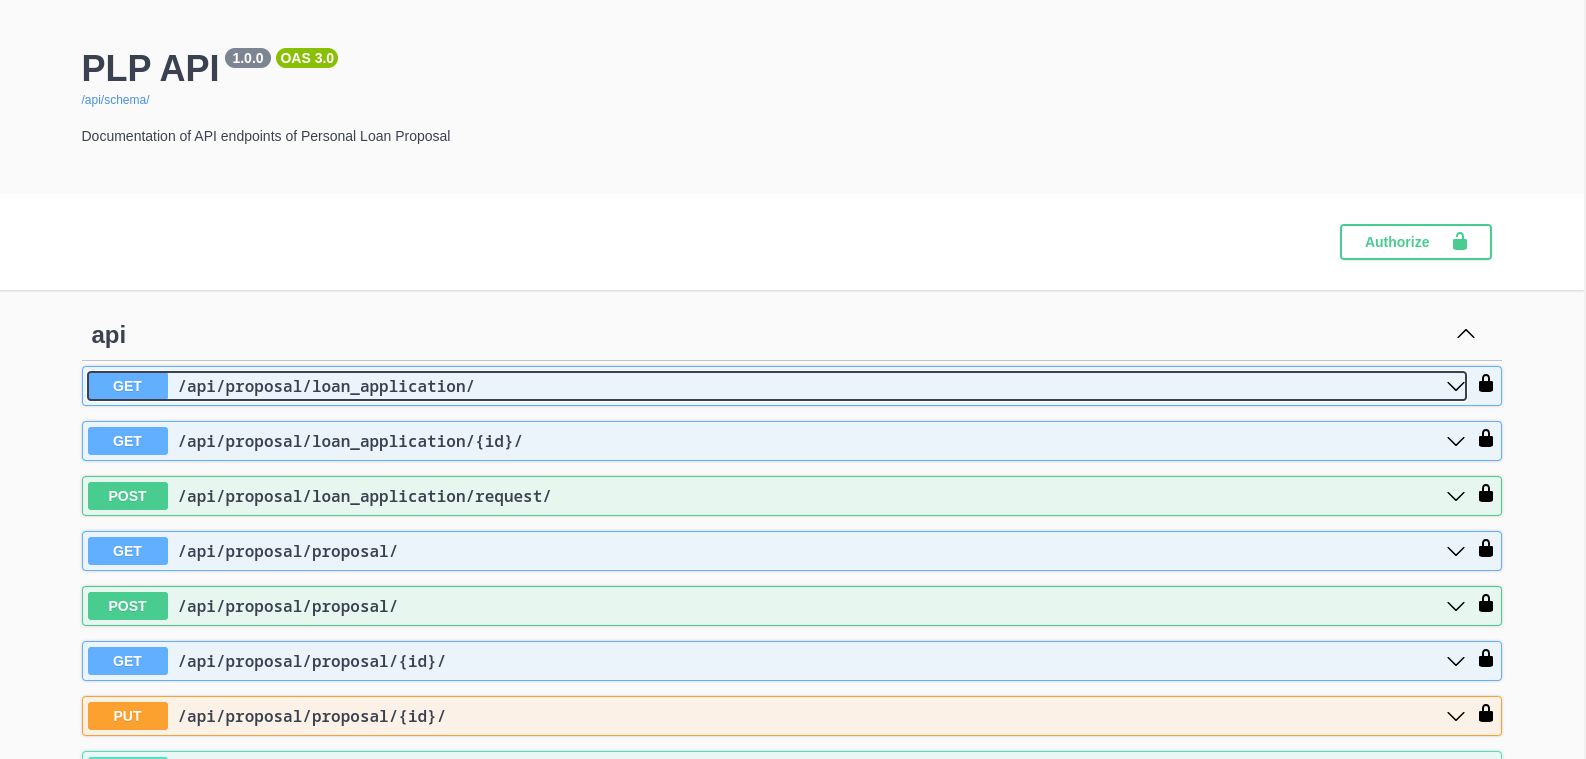 PLP API 1.0.0 OAS 3.0
/api/schema/
Documentation of API endpoints of Personal Loan Proposal
Authorize
api
GET /api/proposal/loan_application/
GET /api/proposal/loan_application/{id}/
POST /api/proposal/loan_application/request/
GET /api/proposal/proposal/
POST /api/proposal/proposal/
GET /api/proposal/proposal/{id}/
PUT /api/proposal/proposal/{id}/